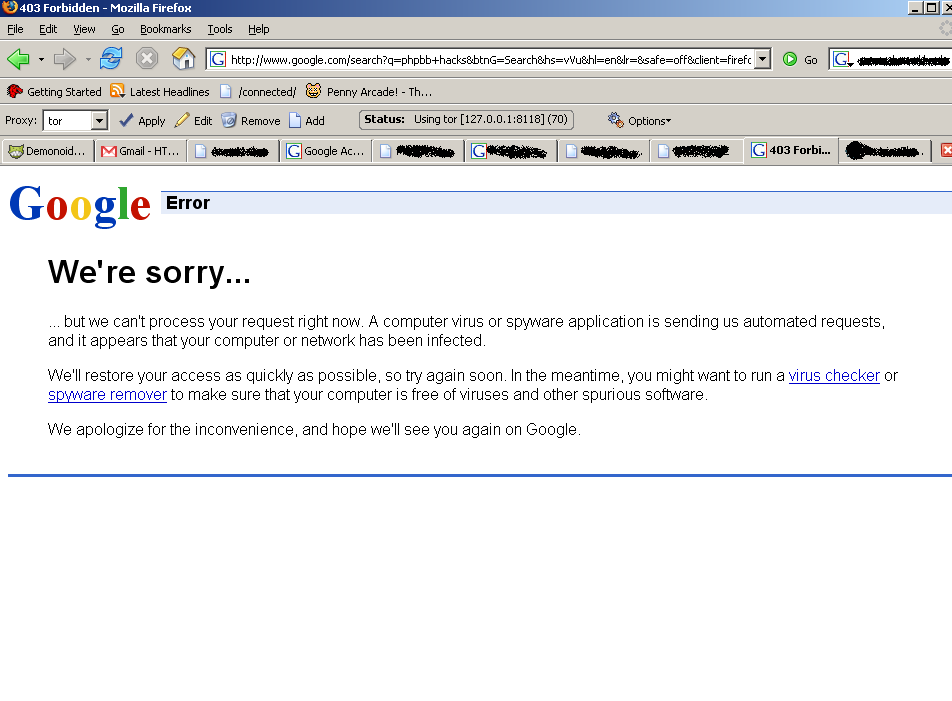 403 Forbidden - Mozilla Firefox
File Edit View Go Bookmarks Tools Help
http://www.google.com/search?q=phpbb+hacks&btnG=Search&hs=vVu&hl=en&lr=&safe=off&client=firefc Go
Getting Started Latest Headlines /connected/ Penny Arcade! - Th...
Proxy: tor Apply Edit Remove Add Status: Using tor [127.0.0.1:8118] (70) Options
Demonoid... Gmail - HT... Google Ac... 403 Forbi...
Google Error
We're sorry...
... but we can't process your request right now. A computer virus or spyware application is sending us automated requests,
and it appears that your computer or network has been infected.
We'll restore your access as quickly as possible, so try again soon. In the meantime, you might want to run a virus checker or
spyware remover to make sure that your computer is free of viruses and other spurious software.
We apologize for the inconvenience, and hope we'll see you again on Google.